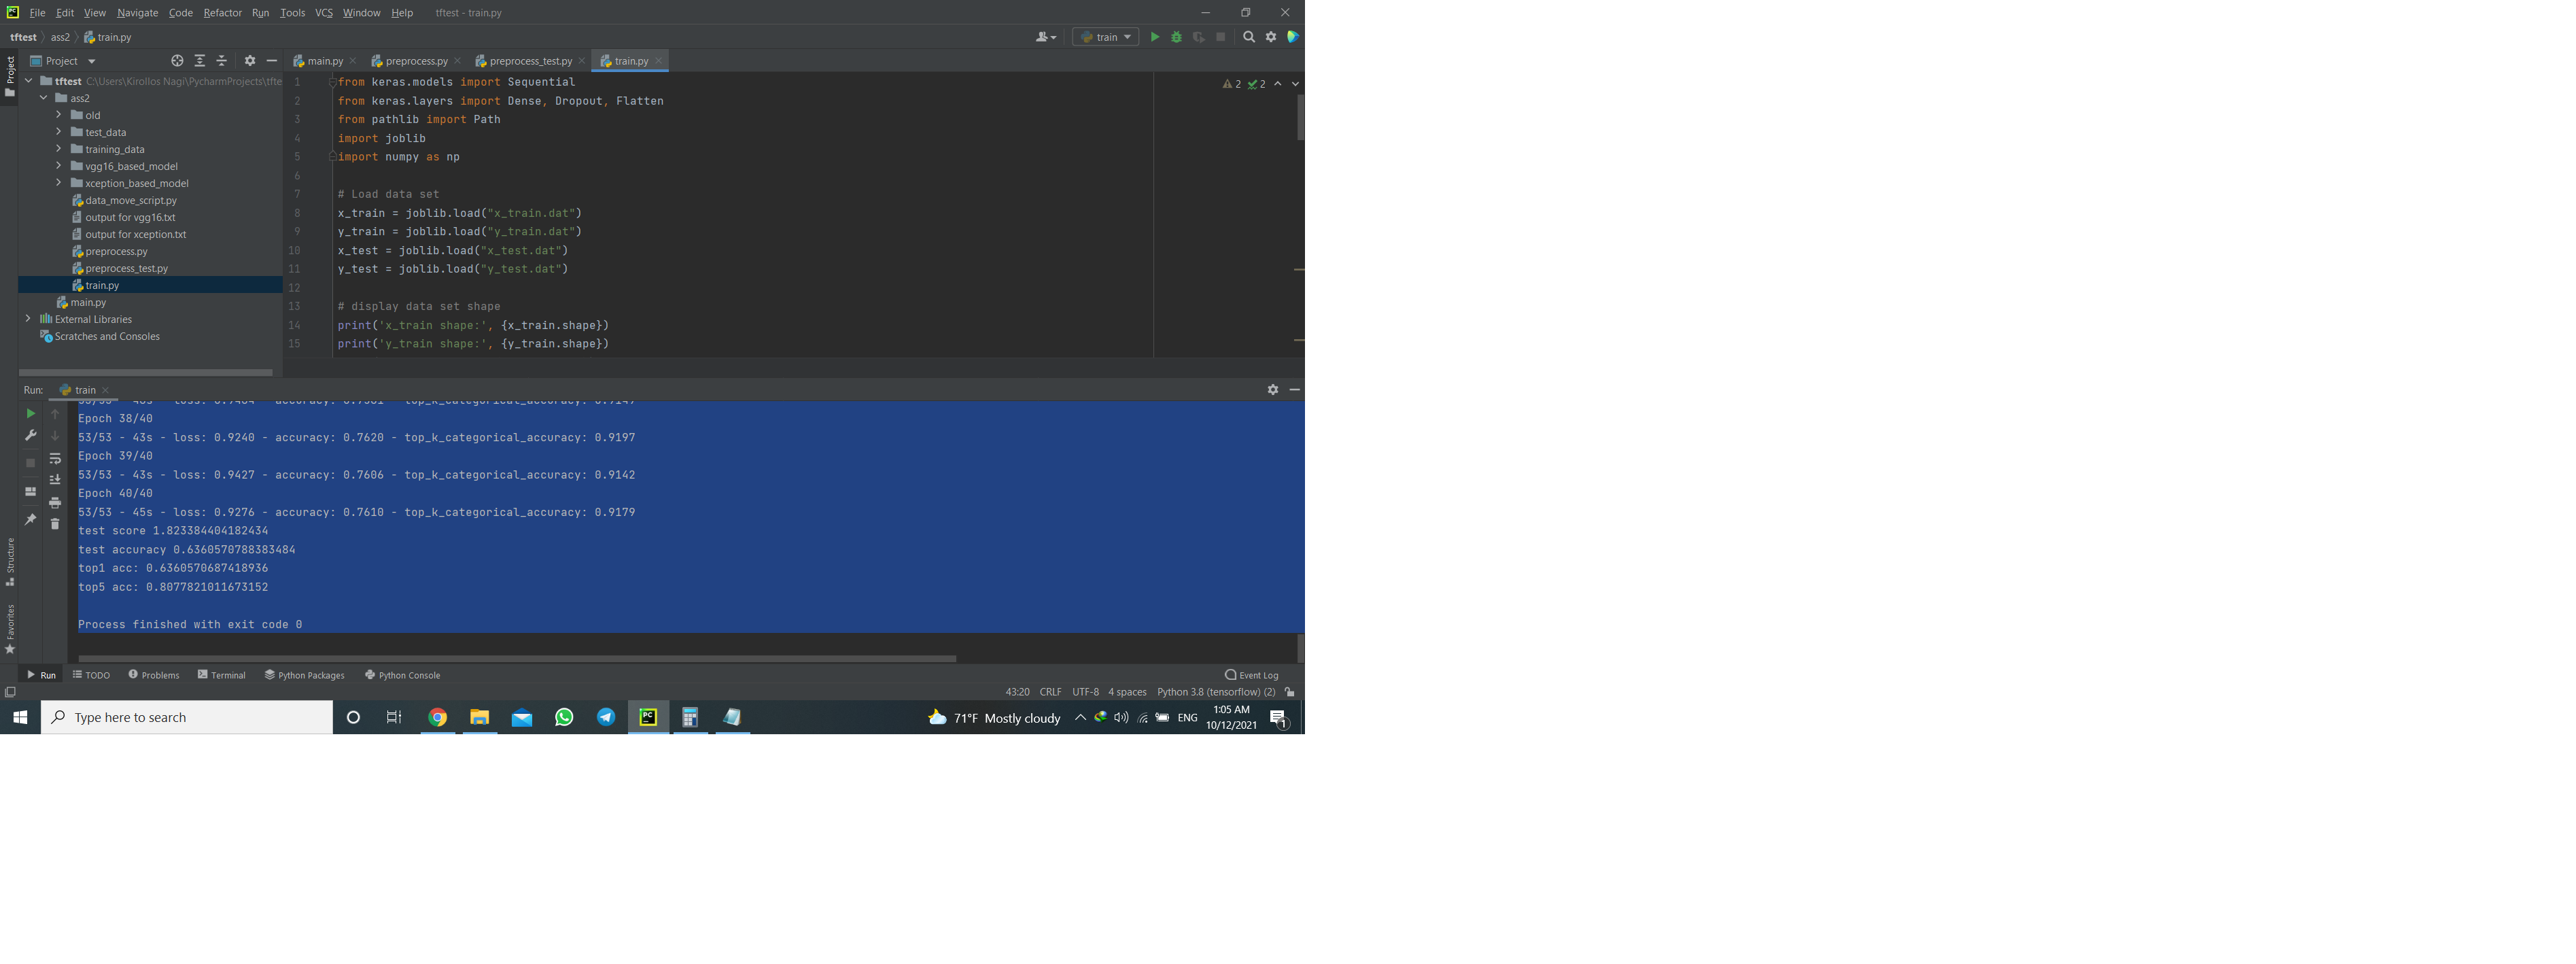 File Edit View Navigate Code Refactor Run Tools VCS Window Help tftest - train.py
tftest ass2 train.py train
Project main.py preprocess.py preprocess_test.py train.py
Project
tftest C:\Users\Kirollos Nagi\PycharmProjects\tfte
ass2
old
test_data
training_data
vgg16_based_model
xception_based_model
data_move_script.py
output for vgg16.txt
output for xception.txt
preprocess.py
preprocess_test.py
train.py
main.py
External Libraries
Scratches and Consoles
2 2
1 from keras.models import Sequential
2 from keras.layers import Dense, Dropout, Flatten
3 from pathlib import Path
4 import joblib
5 import numpy as np
6
7 # Load data set
8 x_train = joblib.load("x_train.dat")
9 y_train = joblib.load("y_train.dat")
10 x_test = joblib.load("x_test.dat")
11 y_test = joblib.load("y_test.dat")
12
13 # display data set shape
14 print('x_train shape:', {x_train.shape})
15 print('y_train shape:', {y_train.shape})
Run: train
Epoch 38/40
53/53 - 43s - loss: 0.9240 - accuracy: 0.7620 - top_k_categorical_accuracy: 0.9197
Epoch 39/40
53/53 - 43s - loss: 0.9427 - accuracy: 0.7606 - top_k_categorical_accuracy: 0.9142
Epoch 40/40
53/53 - 45s - loss: 0.9276 - accuracy: 0.7610 - top_k_categorical_accuracy: 0.9179
test score 1.823384404182434
test accuracy 0.6360570788383484
top1 acc: 0.6360570687418936
top5 acc: 0.8077821011673152
Process finished with exit code 0
Structure
Favorites
Run TODO Problems Terminal Python Packages Python Console Event Log
43:20 CRLF UTF-8 4 spaces Python 3.8 (tensorflow) (2)
Type here to search 71°F Mostly cloudy ENG 1:05 AM
10/12/2021 1